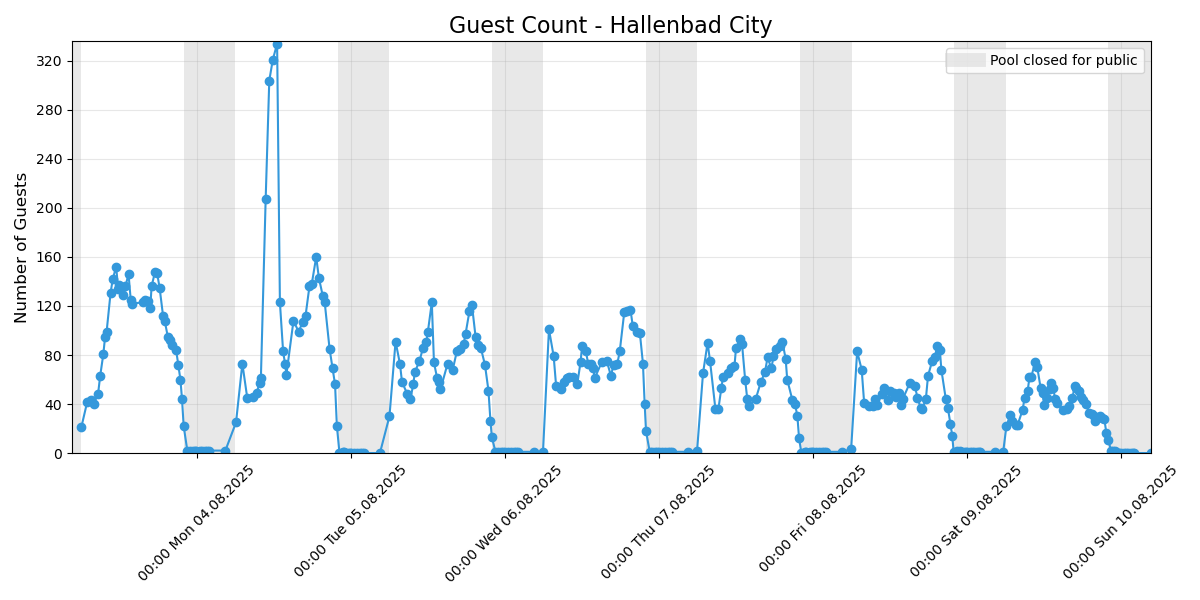 Guest Count - Hallenbad City
Pool closed for public
Number of Guests
320
280
240
200
160
120
80
40
0
00:00 Mon 04.08.2025
00:00 Tue 05.08.2025
00:00 Wed 06.08.2025
00:00 Thu 07.08.2025
00:00 Fri 08.08.2025
00:00 Sat 09.08.2025
00:00 Sun 10.08.2025